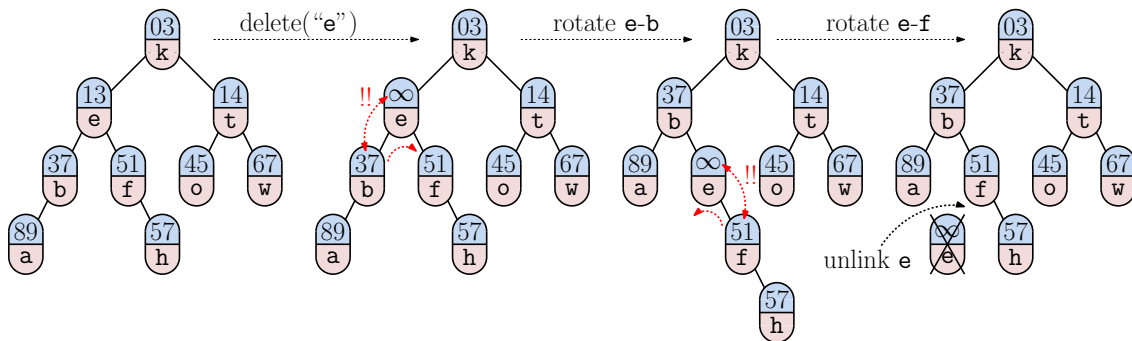 delete(“e”)
rotate e-b
rotate e-f
03
k
13
e
14
t
37
b
51
f
45
o
67
w
89
a
57
h
03
k
∞
e
14
t
!!
37
b
51
f
45
o
67
w
89
a
57
h
03
k
37
b
14
t
89
a
∞
e
45
o
67
w
!!
51
f
57
h
03
k
37
b
14
t
89
a
51
f
45
o
67
w
∞
e
57
h
unlink e